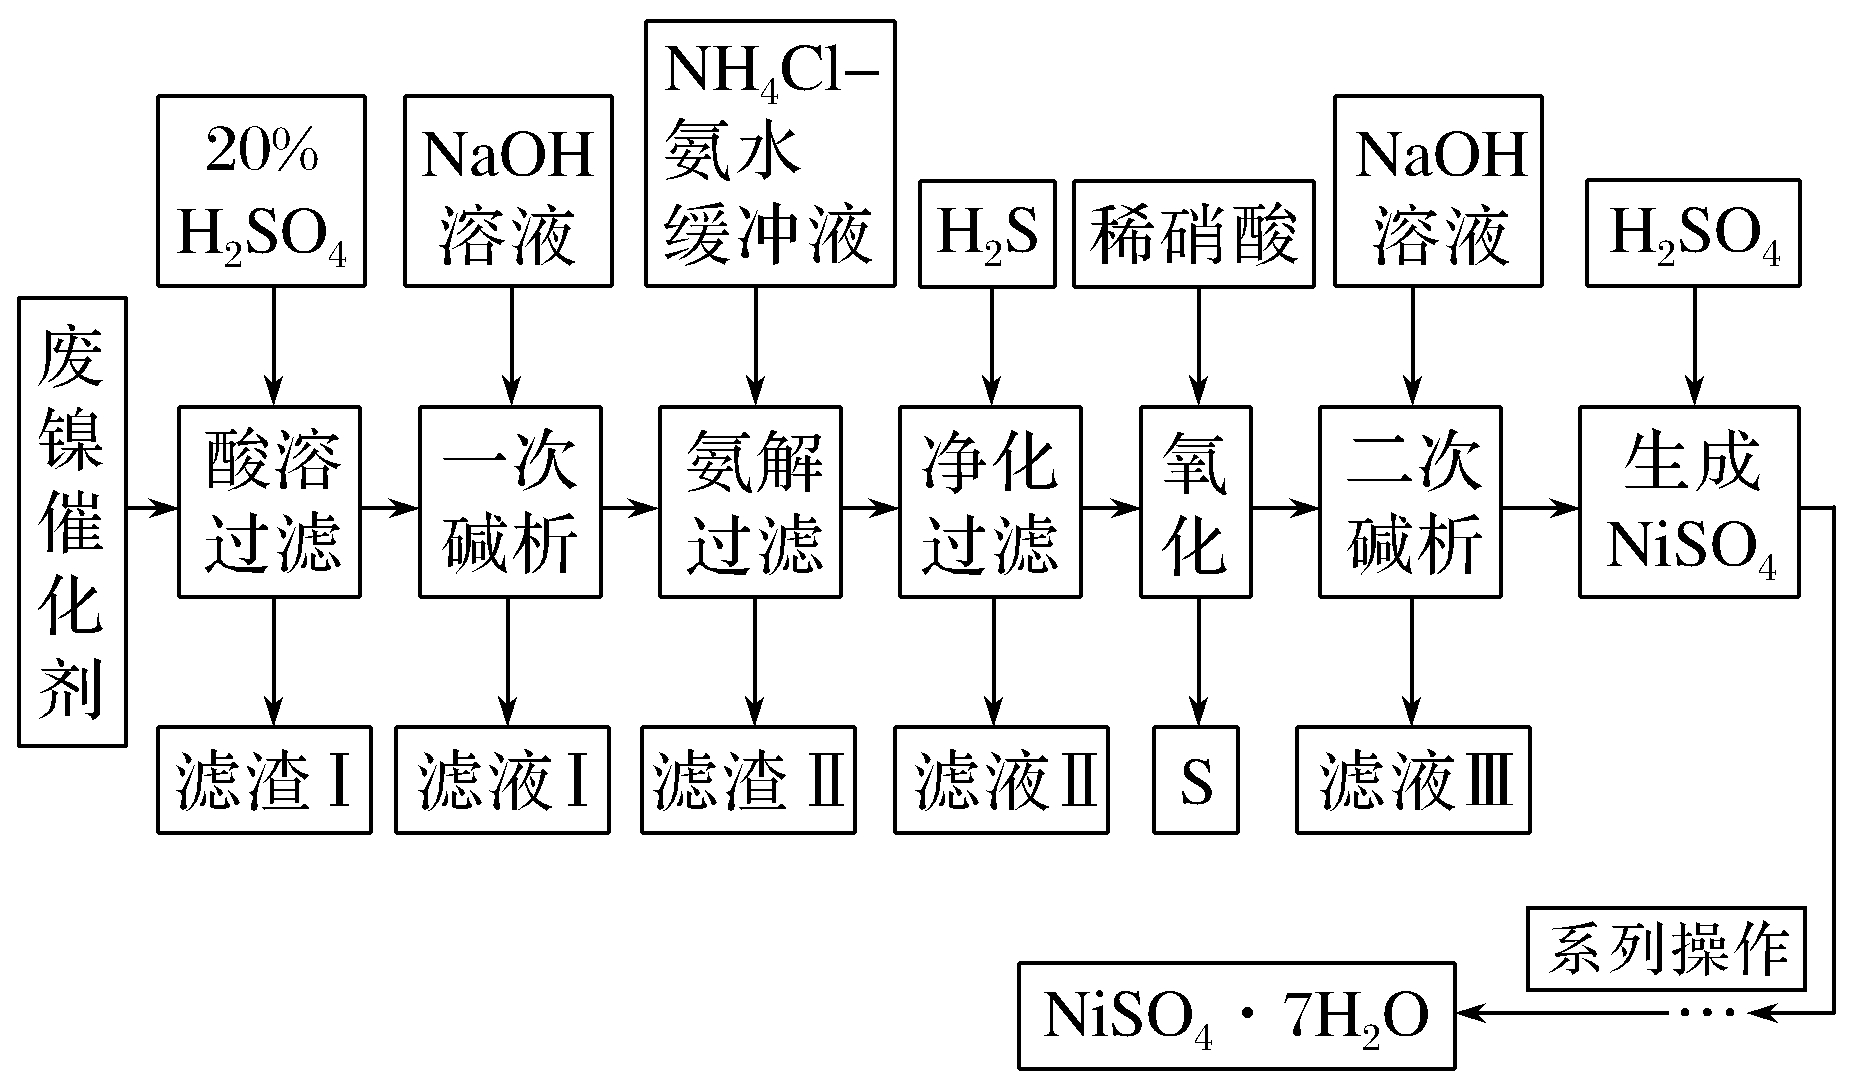 20%
H₂SO₄
NaOH
溶液
NH₄Cl–
氨水
缓冲液
H₂S
稀硝酸
NaOH
溶液
H₂SO₄
废
镍
催
化
剂
酸溶
过滤
一次
碱析
氨解
过滤
净化
过滤
氧
化
二次
碱析
生成
NiSO₄
滤渣Ⅰ
滤液Ⅰ
滤渣Ⅱ
滤液Ⅱ
S
滤液Ⅲ
系列操作
NiSO₄·7H₂O
…